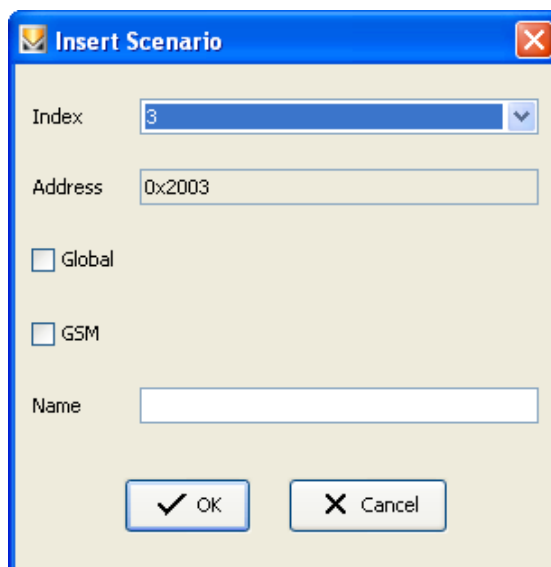 Insert Scenario
Index 3
Address 0x2003
Global
GSM
Name
OK Cancel